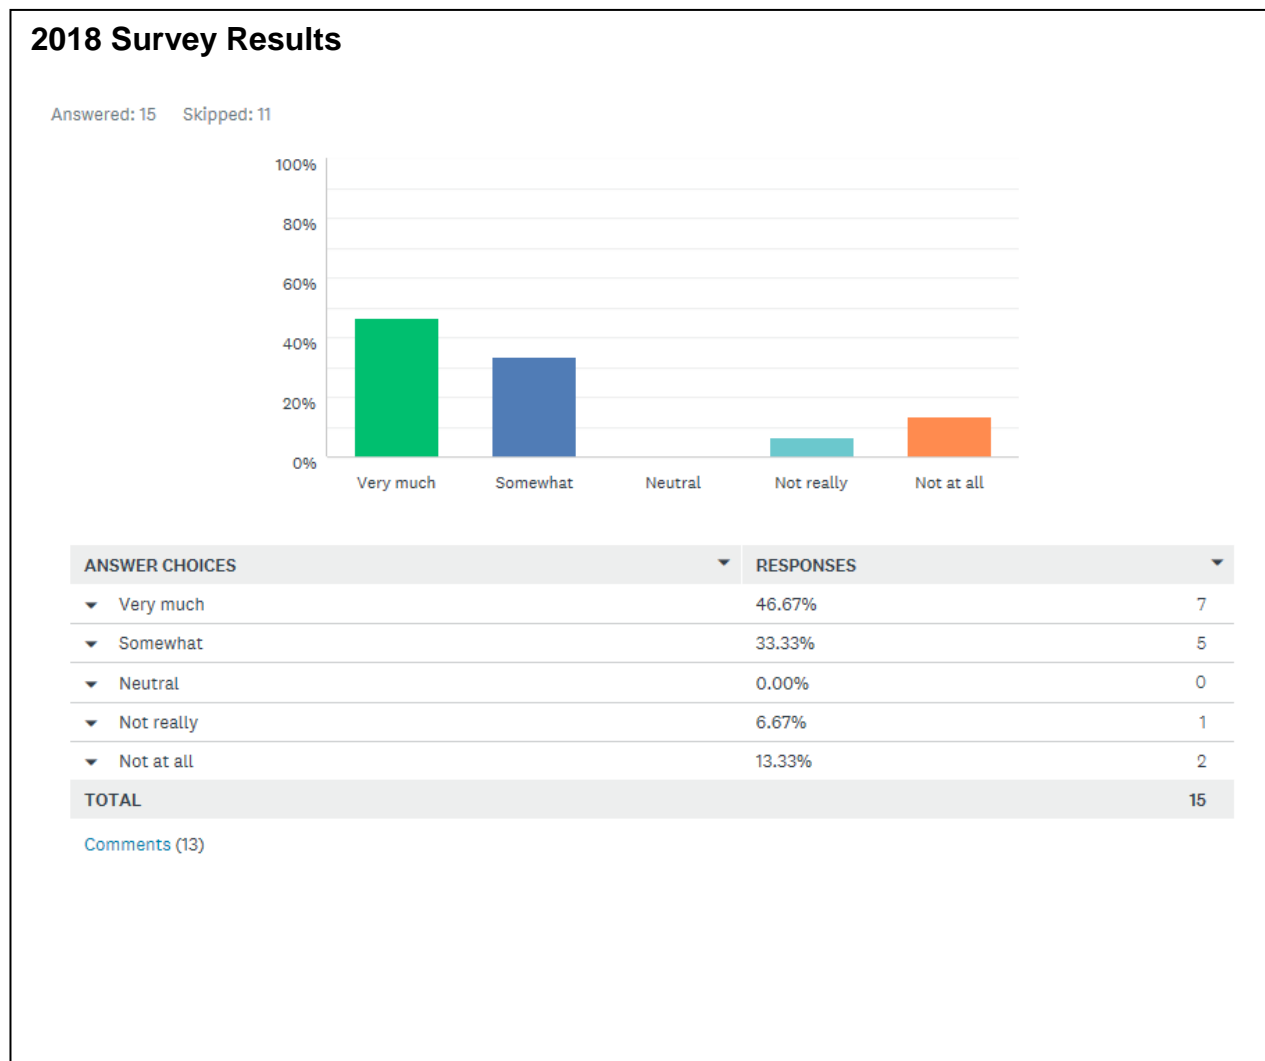 2018 Survey Results
Answered: 15 Skipped: 11
100%
80%
60%
40%
20%
0%
Very much Somewhat Neutral Not really Not at all
ANSWER CHOICES RESPONSES
Very much 46.67% 7
Somewhat 33.33% 5
Neutral 0.00% 0
Not really 6.67% 1
Not at all 13.33% 2
TOTAL 15
Comments (13)